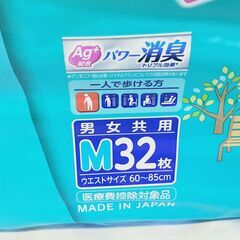 Ag+
配合
パワー消臭
トリプル効果*
一人で歩ける方
男女共用
M32枚
ウエストサイズ 60〜85cm
医療費控除対象品
MADE IN JAPAN